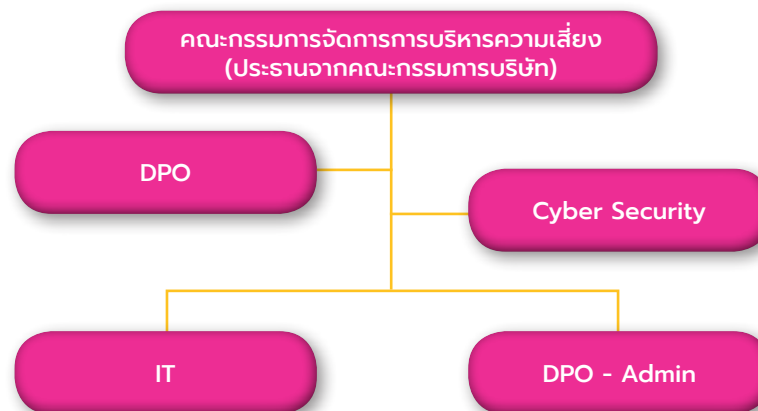 คณะกรรมการจัดการการบริหารความเสี่ยง
(ประธานจากคณะกรรมการบริษัท)
DPO
Cyber Security
IT
DPO - Admin